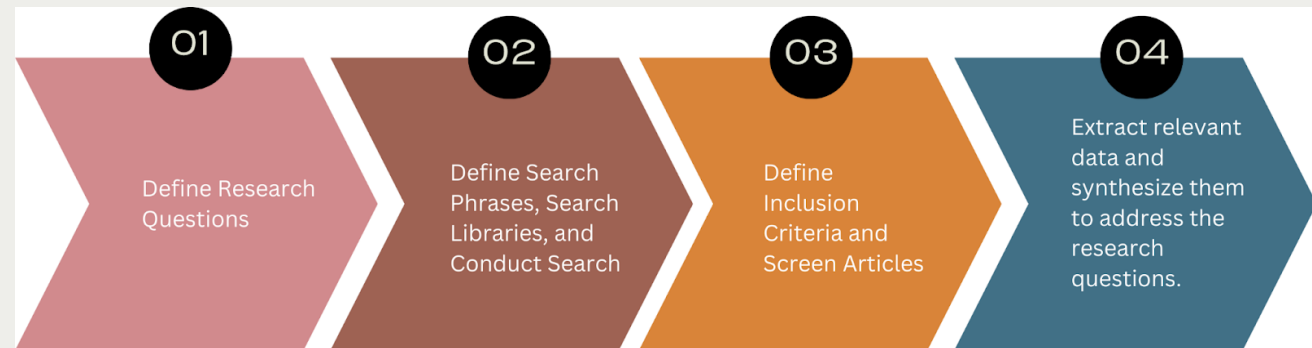 01
Define Research
Questions
02
Define Search
Phrases, Search
Libraries, and
Conduct Search
03
Define
Inclusion
Criteria and
Screen Articles
04
Extract relevant
data and
synthesize them
to address the
research
questions.